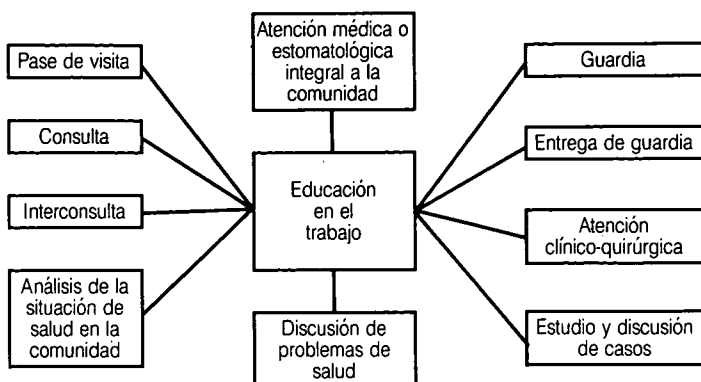 Pase de visita
Consulta
Interconsulta
Análisis de la
situación de
salud en la
comunidad
Atención médica o
estomatológica
integral a la
comunidad
Educación
en el
trabajo
Discusión de
problemas de
salud
Guardia
Entrega de guardia
Atención
clínico-quirúrgica
Estudio y discusión
de casos